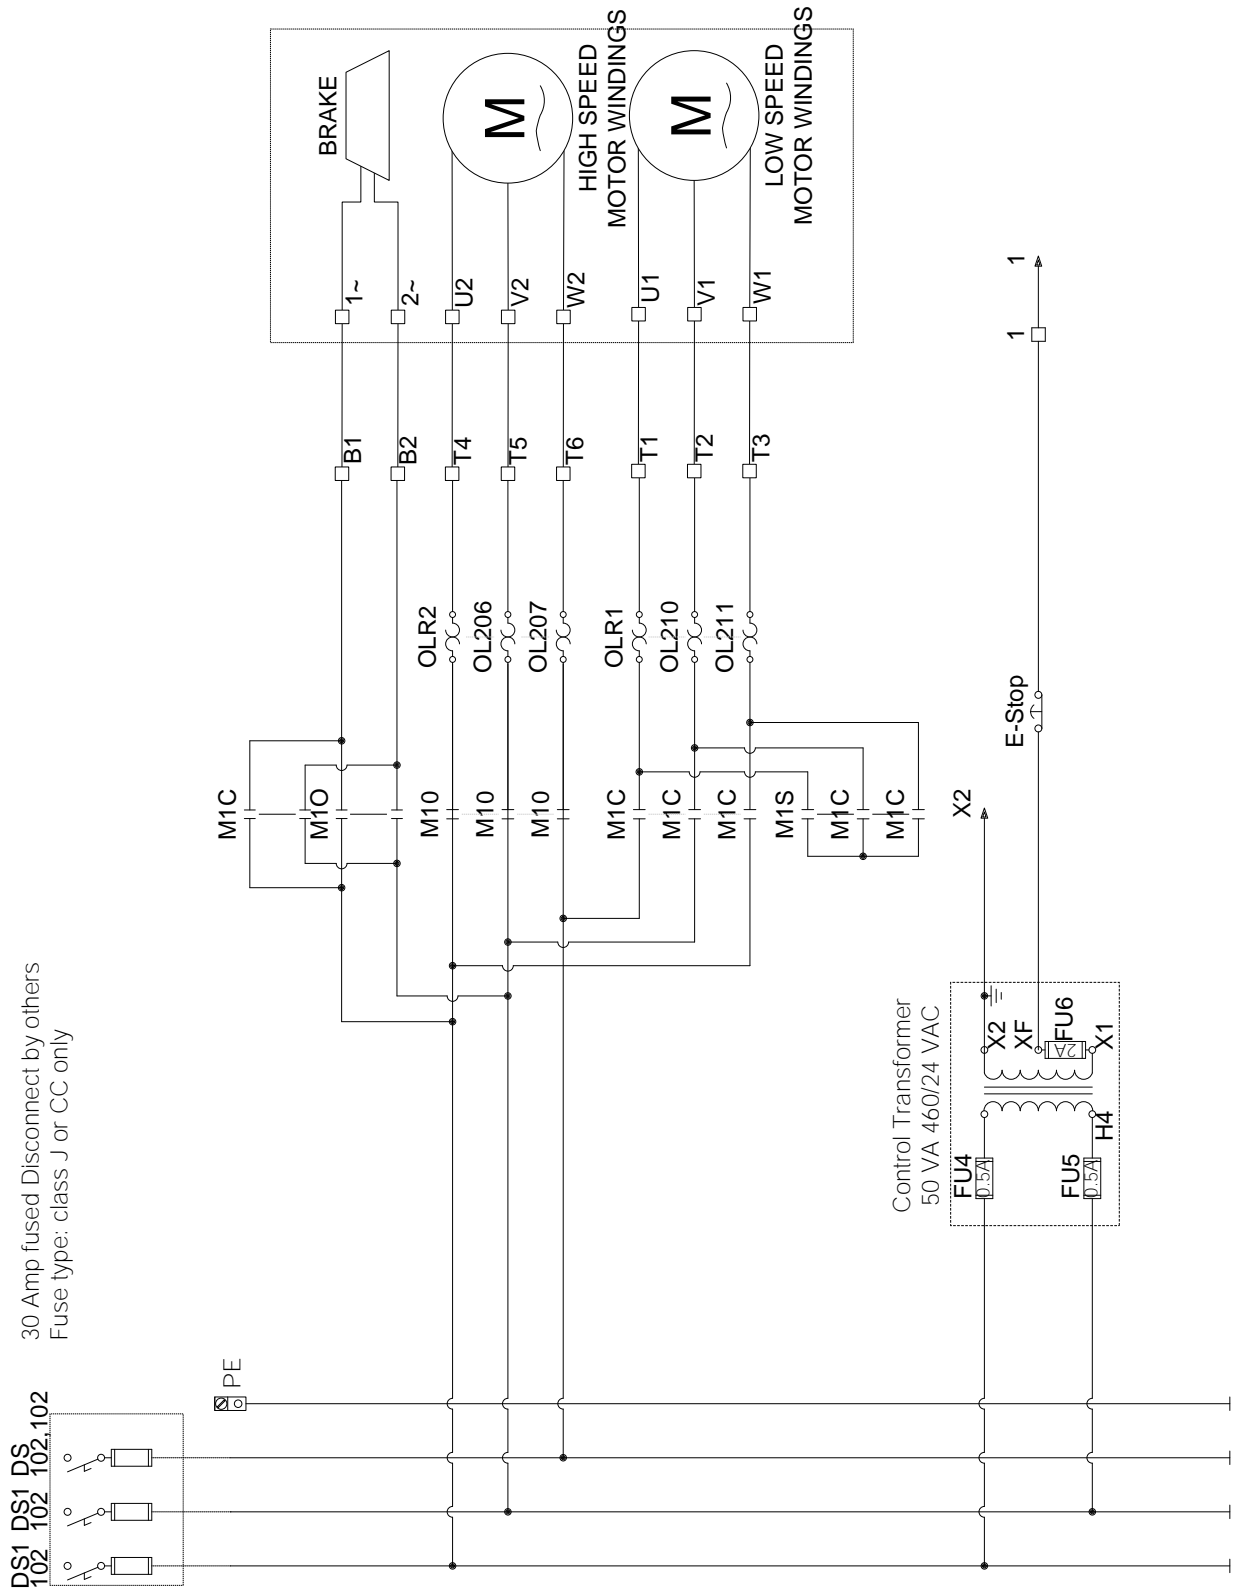 30 Amp fused Disconnect by others
Fuse type: class J or CC only
DS1
102
DS1
102
DS
102,102
PE
M1C
M1O
B1
B2
1~
2~
BRAKE
M10
OLR2
T4
U2
M10
OL206
T5
V2
M10
OL207
T6
W2
M
HIGH SPEED
MOTOR WINDINGS
M1C
OLR1
T1
U1
M1C
OL210
T2
V1
M1C
OL211
T3
W1
M
LOW SPEED
MOTOR WINDINGS
M1S
M1C
M1C
Control Transformer
50 VA 460/24 VAC
FU4
0.5A
X2
X2
XF
FU6
2A
X1
FU5
0.5A
H4
E-Stop
1
1